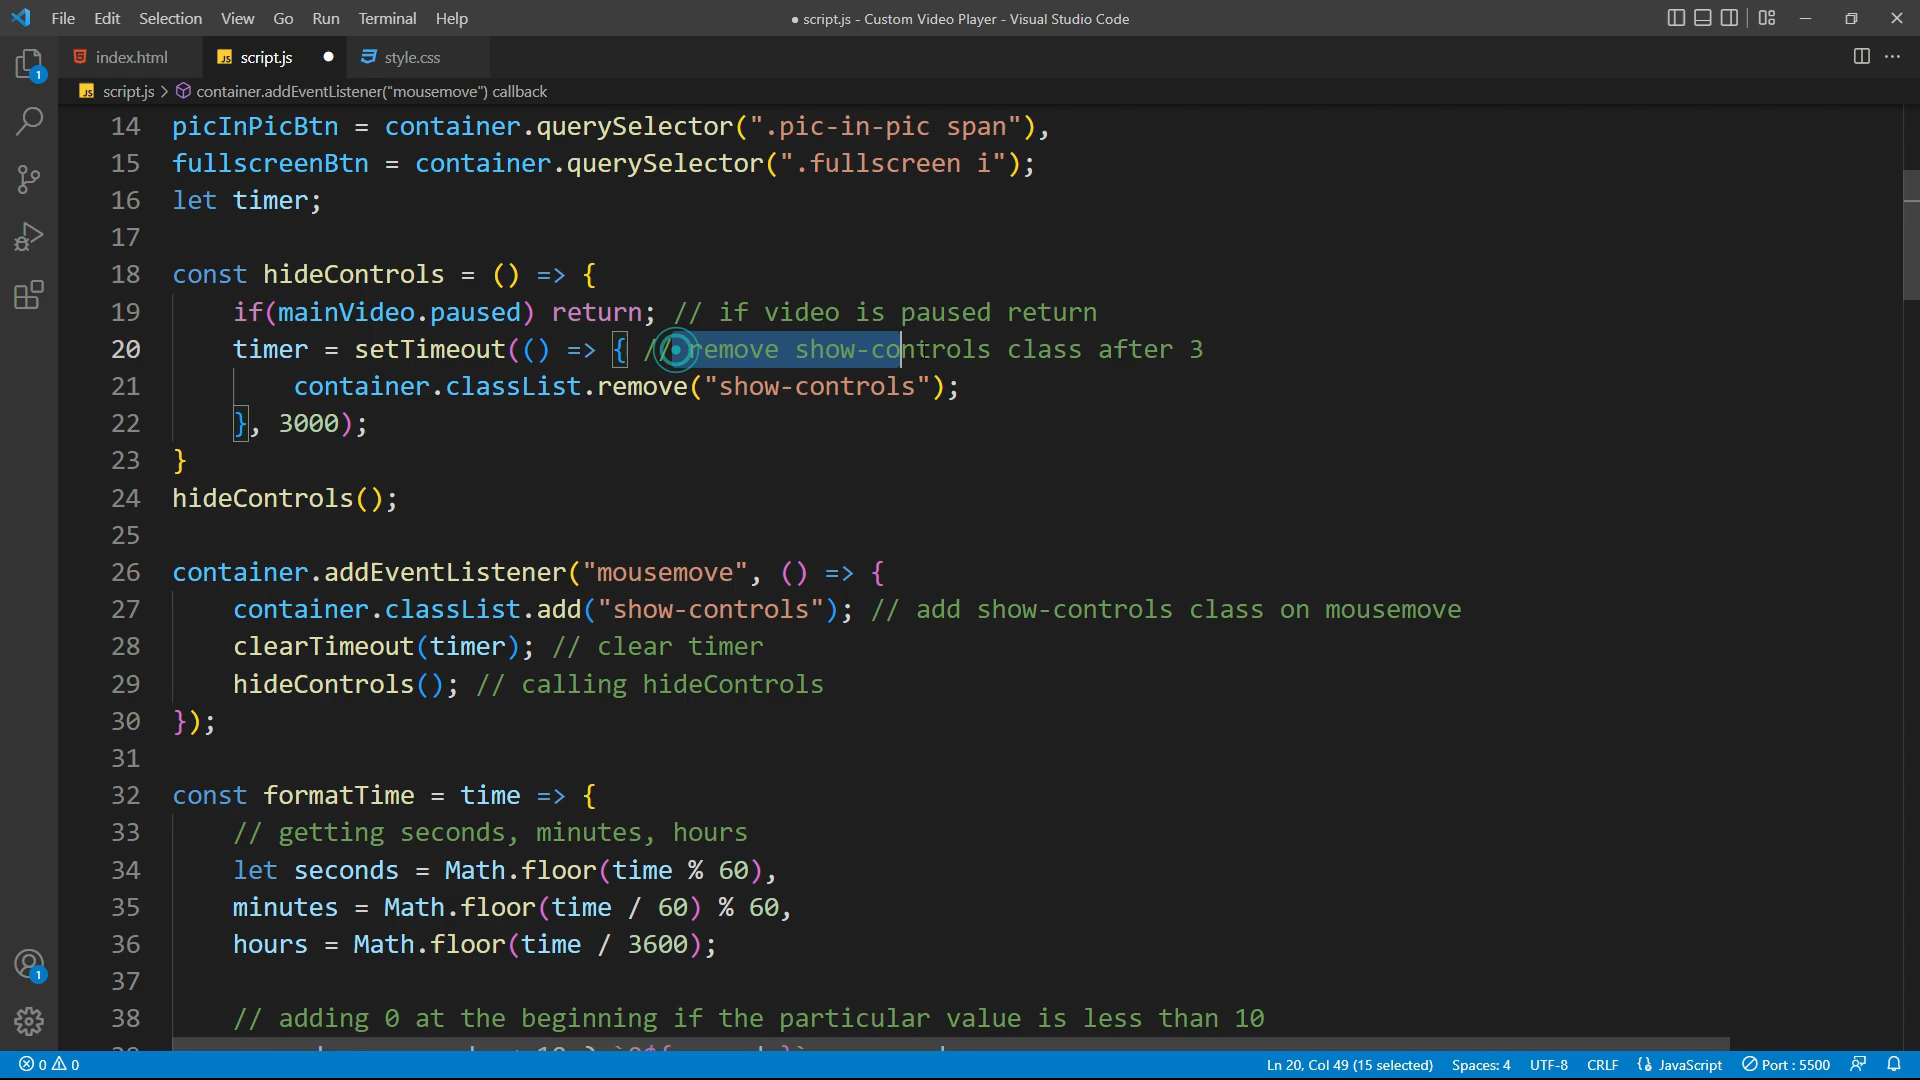 File Edit Selection View Go Run Terminal Help
● script.js - Custom Video Player - Visual Studio Code
index.html script.js style.css
script.js > container.addEventListener("mousemove") callback
14 picInPicBtn = container.querySelector(".pic-in-pic span"),
15 fullscreenBtn = container.querySelector(".fullscreen i");
16 let timer;
17
18 const hideControls = () => {
19 if(mainVideo.paused) return; // if video is paused return
20 timer = setTimeout(() => { // remove show-controls class after 3
21 container.classList.remove("show-controls");
22 }, 3000);
23 }
24 hideControls();
25
26 container.addEventListener("mousemove", () => {
27 container.classList.add("show-controls"); // add show-controls class on mousemove
28 clearTimeout(timer); // clear timer
29 hideControls(); // calling hideControls
30 });
31
32 const formatTime = time => {
33 // getting seconds, minutes, hours
34 let seconds = Math.floor(time % 60),
35 minutes = Math.floor(time / 60) % 60,
36 hours = Math.floor(time / 3600);
37
38 // adding 0 at the beginning if the particular value is less than 10
0 0 Ln 20, Col 49 (15 selected) Spaces: 4 UTF-8 CRLF JavaScript Port : 5500